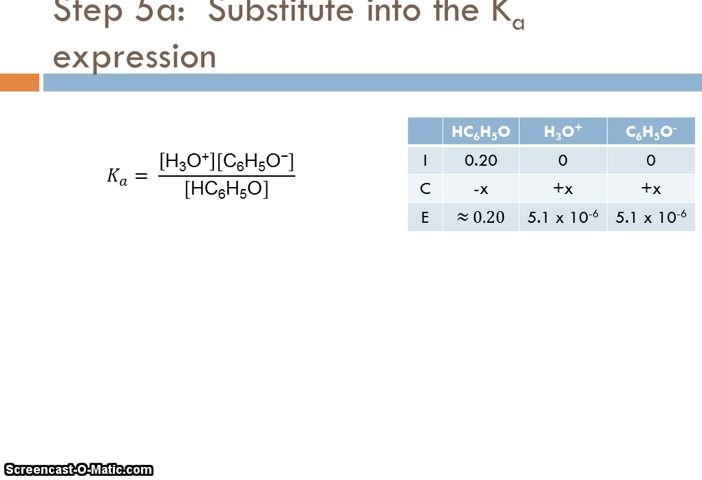 Step 5a: Substitute into the Kₐ
expression
Kₐ = [H₃O⁺][C₆H₅O⁻]
[HC₆H₅O]
HC₆H₅O H₃O⁺ C₆H₅O⁻
I 0.20 0 0
C -x +x +x
E ≈ 0.20 5.1 x 10⁻⁶ 5.1 x 10⁻⁶
Screencast-O-Matic.com